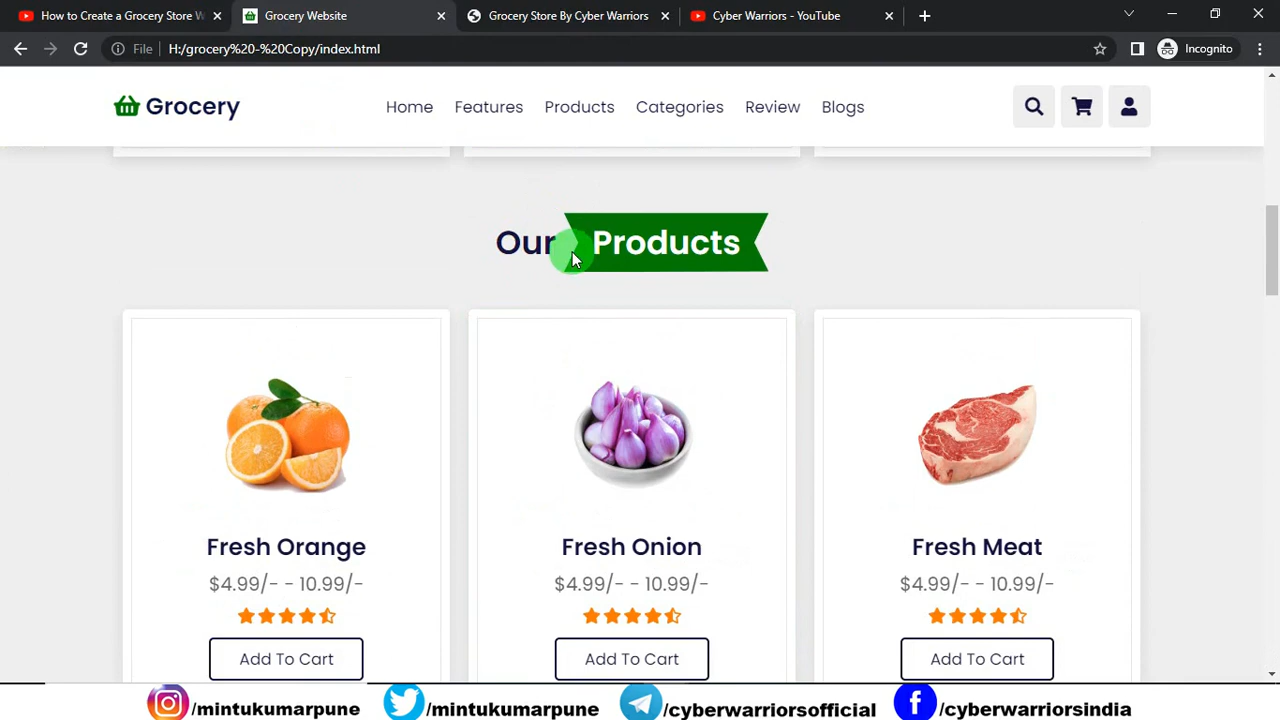 How to Create a Grocery Store W
Grocery Website
Grocery Store By Cyber Warriors
Cyber Warriors - YouTube
File
H:/grocery%20-%20Copy/index.html
Incognito
Grocery
Home
Features
Products
Categories
Review
Blogs
Our Products
Fresh Orange
Fresh Onion
Fresh Meat
$4.99/- - 10.99/-
$4.99/- - 10.99/-
$4.99/- - 10.99/-
Add To Cart
Add To Cart
Add To Cart
/mintukumarpune
/mintukumarpune
/cyberwarriorsofficial
/cyberwarriorsindia